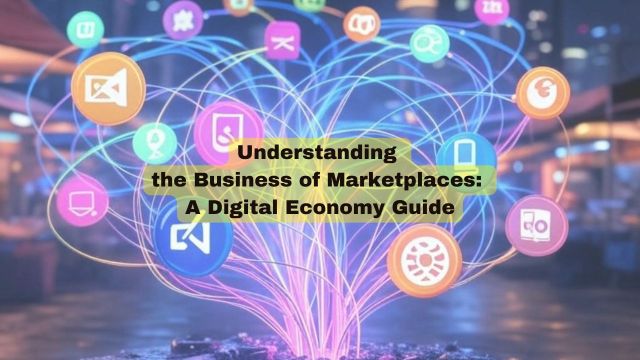 Understanding
the Business of Marketplaces:
A Digital Economy Guide